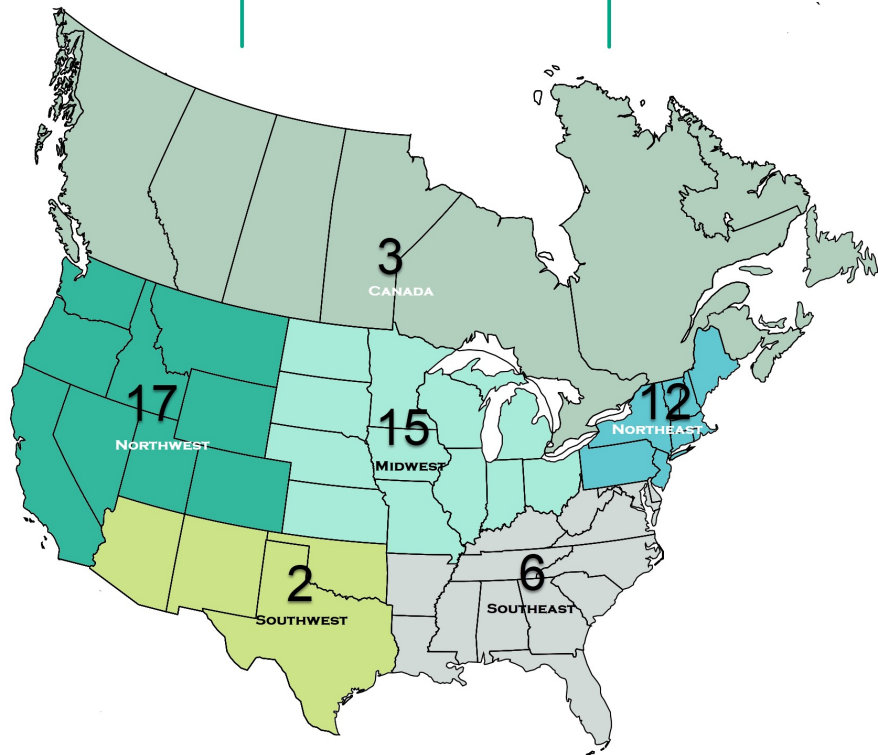 3
CANADA
17
NORTHWEST
15
MIDWEST
12
NORTHEAST
2
SOUTHWEST
6
SOUTHEAST